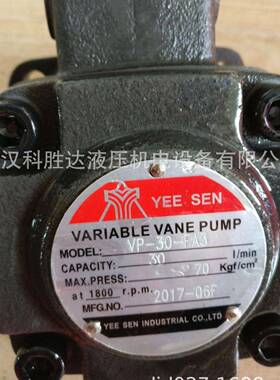 汉科胜达液压机电设备有限公
YEE SEN
VARIABLE VANE PUMP
MODEL: VP-30-FA3
CAPACITY: 30 l/min
MAX.PRESS: 70 Kgf/cm²
at 1800 r.p.m.
MFG.NO. 2017-06F
YEE SEN INDUSTRIAL CO.,LTD